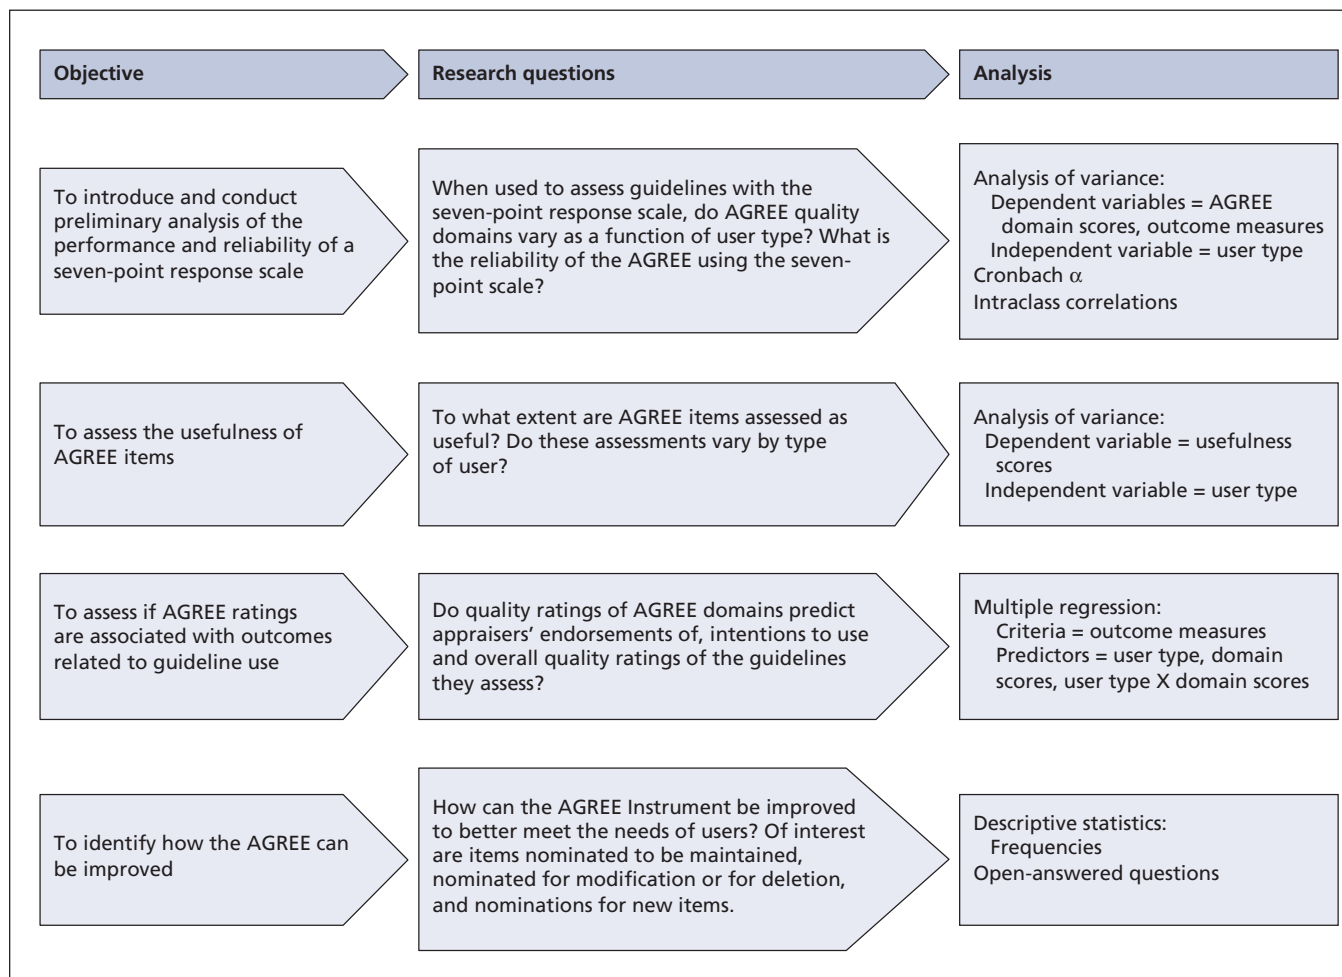 Objective
Research questions
Analysis
To introduce and conduct
preliminary analysis of the
performance and reliability of a
seven-point response scale
When used to assess guidelines with the
seven-point response scale, do AGREE quality
domains vary as a function of user type? What is
the reliability of the AGREE using the seven-
point scale?
Analysis of variance:
Dependent variables = AGREE
domain scores, outcome measures
Independent variable = user type
Cronbach α
Intraclass correlations
To assess the usefulness of
AGREE items
To what extent are AGREE items assessed as
useful? Do these assessments vary by type
of user?
Analysis of variance:
Dependent variable = usefulness
scores
Independent variable = user type
To assess if AGREE ratings
are associated with outcomes
related to guideline use
Do quality ratings of AGREE domains predict
appraisers’ endorsements of, intentions to use
and overall quality ratings of the guidelines
they assess?
Multiple regression:
Criteria = outcome measures
Predictors = user type, domain
scores, user type X domain scores
To identify how the AGREE can
be improved
How can the AGREE Instrument be improved
to better meet the needs of users? Of interest
are items nominated to be maintained,
nominated for modification or for deletion,
and nominations for new items.
Descriptive statistics:
Frequencies
Open-answered questions